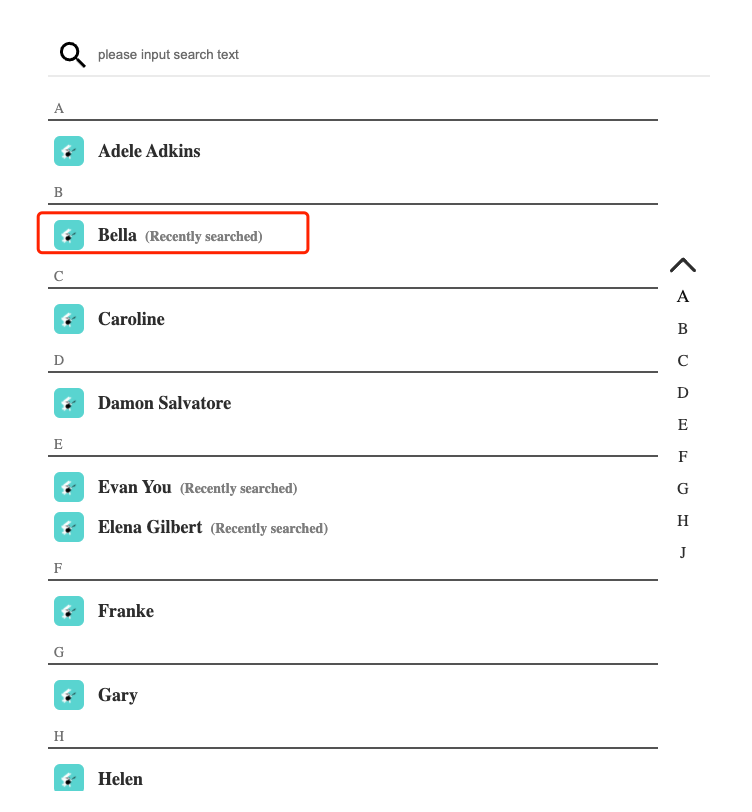 please input search text
A
Adele Adkins
B
Bella (Recently searched)
C
Caroline
D
Damon Salvatore
E
Evan You (Recently searched)
Elena Gilbert (Recently searched)
F
Franke
G
Gary
H
Helen
A
B
C
D
E
F
G
H
J